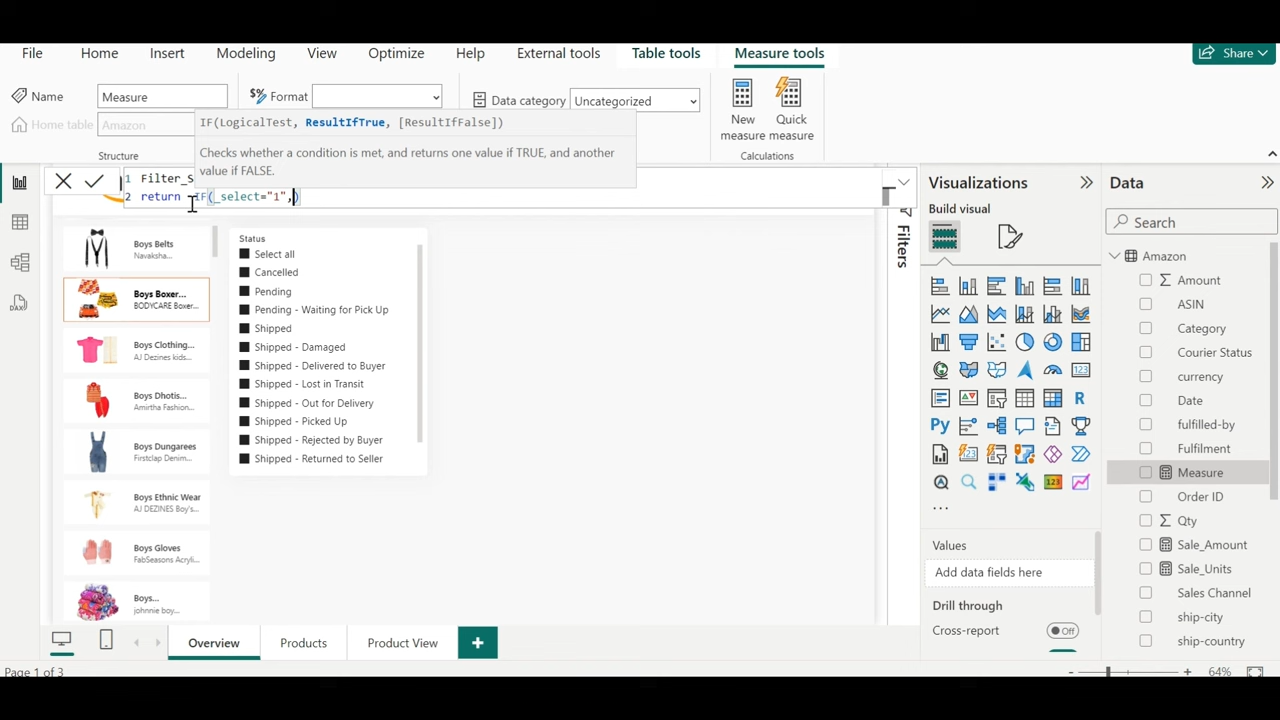 File Home Insert Modeling View Optimize Help External tools Table tools Measure tools Share
Name Measure
$% Format
Data category Uncategorized
Home table Amazon
New measure
Quick measure
Structure
Calculations
IF(LogicalTest, ResultIfTrue, [ResultIfFalse])
Checks whether a condition is met, and returns one value if TRUE, and another
value if FALSE.
1 Filter_S
2 return IF(_select="1",)
Boys Belts
Navaksha...
Boys Boxer...
BODYCARE Boxer...
Boys Clothing...
AJ Dezines kids...
Boys Dhotis...
Amirtha Fashion...
Boys Dungarees
Firstclap Denim...
Boys Ethnic Wear
AJ DEZINES Boy's...
Boys Gloves
FabSeasons Acryli...
Boys...
johnnie boy...
Status
Select all
Cancelled
Pending
Pending - Waiting for Pick Up
Shipped
Shipped - Damaged
Shipped - Delivered to Buyer
Shipped - Lost in Transit
Shipped - Out for Delivery
Shipped - Picked Up
Shipped - Rejected by Buyer
Shipped - Returned to Seller
Filters
Visualizations
Build visual
R
Py
123
...
Values
Add data fields here
Drill through
Cross-report Off
Data
Search
Amazon
Amount
ASIN
Category
Courier Status
currency
Date
fulfilled-by
Fulfilment
Measure
Order ID
Qty
Sale_Amount
Sale_Units
Sales Channel
ship-city
ship-country
Overview Products Product View +
Page 1 of 3
- + 64%